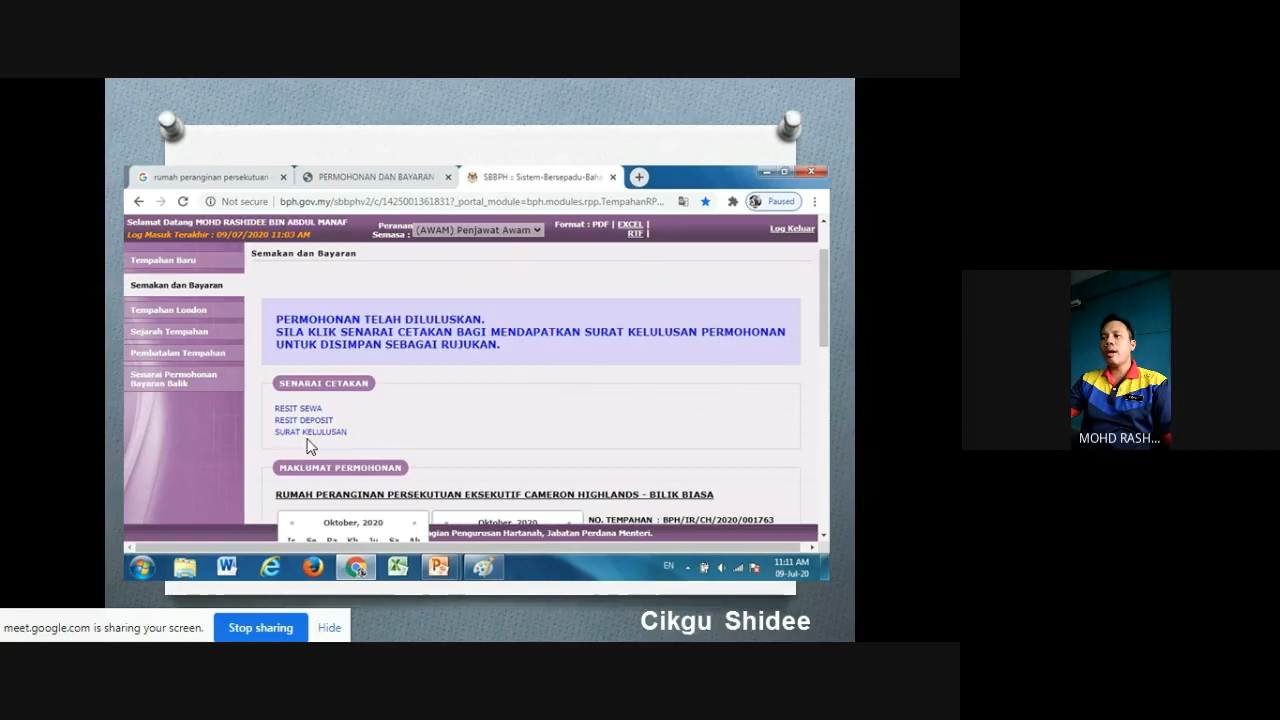 rumah peranginan persekutuan
PERMOHONAN DAN BAYARAN
SBBPH :: Sistem-Bersepadu-Baha
Not secure
bph.gov.my/sbbphv2/c/1425001361831?_portal_module=bph.modules.rpp.TempahanRP...
Paused
Selamat Datang MOHD RASHIDEE BIN ABDUL MANAF
Log Masuk Terakhir : 09/07/2020 11:03 AM
Peranan
Semasa : (AWAM) Penjawat Awam
Format : PDF | EXCEL
RTF |
Log Keluar
Tempahan Baru
Semakan dan Bayaran
Tempahan London
Sejarah Tempahan
Pembatalan Tempahan
Senarai Permohonan
Bayaran Balik
Semakan dan Bayaran
PERMOHONAN TELAH DILULUSKAN.
SILA KLIK SENARAI CETAKAN BAGI MENDAPATKAN SURAT KELULUSAN PERMOHONAN
UNTUK DISIMPAN SEBAGAI RUJUKAN.
SENARAI CETAKAN
RESIT SEWA
RESIT DEPOSIT
SURAT KELULUSAN
MAKLUMAT PERMOHONAN
RUMAH PERANGINAN PERSEKUTUAN EKSEKUTIF CAMERON HIGHLANDS - BILIK BIASA
Oktober, 2020
Oktober, 2020
NO. TEMPAHAN : BPH/IR/CH/2020/001763
Pengurusan Hartanah, Jabatan Perdana Menteri.
EN
11:11 AM
09-Jul-20
Cikgu Shidee
meet.google.com is sharing your screen.
Stop sharing
Hide
MOHD RASH...